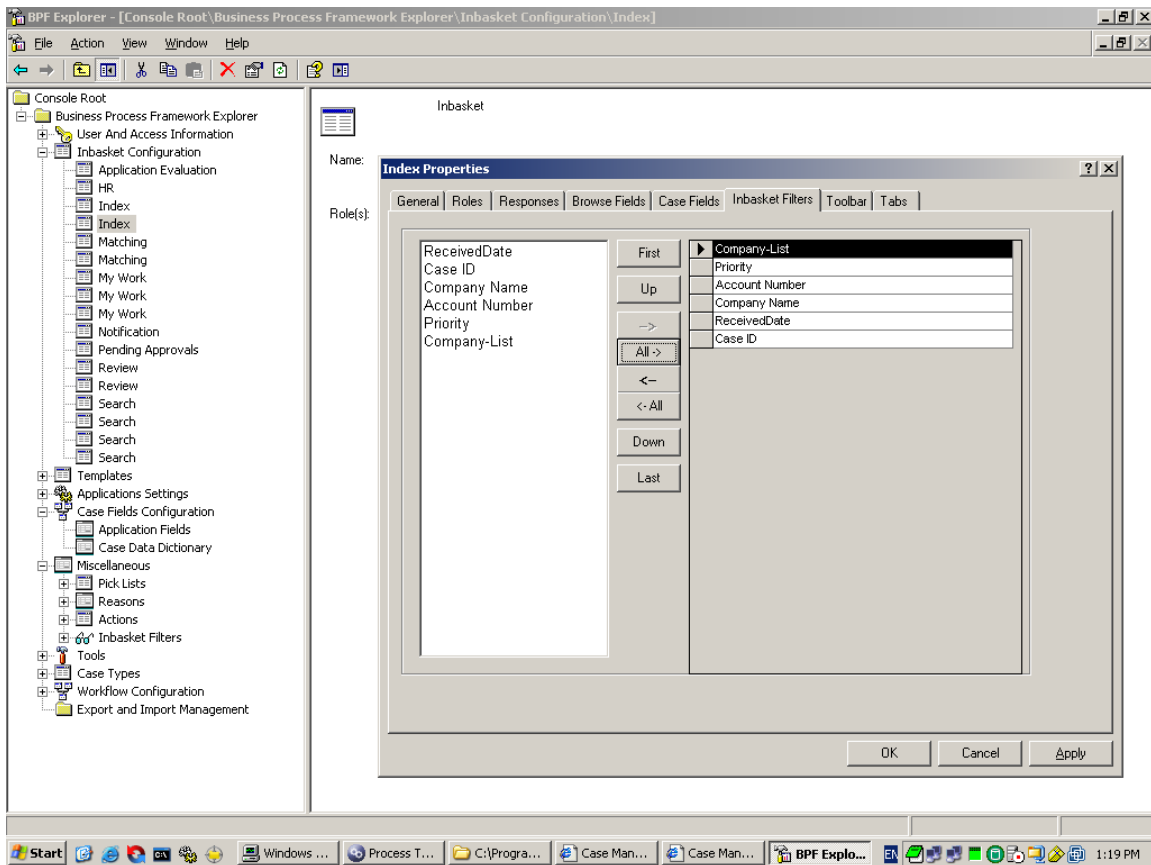 BPF Explorer - [Console Root\Business Process Framework Explorer\Inbasket Configuration\Index]
File Action View Window Help
Console Root
Business Process Framework Explorer
User And Access Information
Inbasket Configuration
Application Evaluation
HR
Index
Index
Matching
Matching
My Work
My Work
My Work
Notification
Pending Approvals
Review
Review
Search
Search
Search
Search
Templates
Applications Settings
Case Fields Configuration
Application Fields
Case Data Dictionary
Miscellaneous
Pick Lists
Reasons
Actions
Inbasket Filters
Tools
Case Types
Workflow Configuration
Export and Import Management
Inbasket
Name:
Role(s):
Index Properties
General Roles Responses Browse Fields Case Fields Inbasket Filters Toolbar Tabs
ReceivedDate
Case ID
Company Name
Account Number
Priority
Company-List
First
Up
-->
All ->
<--
<- All
Down
Last
Company-List
Priority
Account Number
Company Name
ReceivedDate
Case ID
OK Cancel Apply
Start Windows ... Process T... C:\Progra... Case Man... Case Man... BPF Explo... EN 1:19 PM